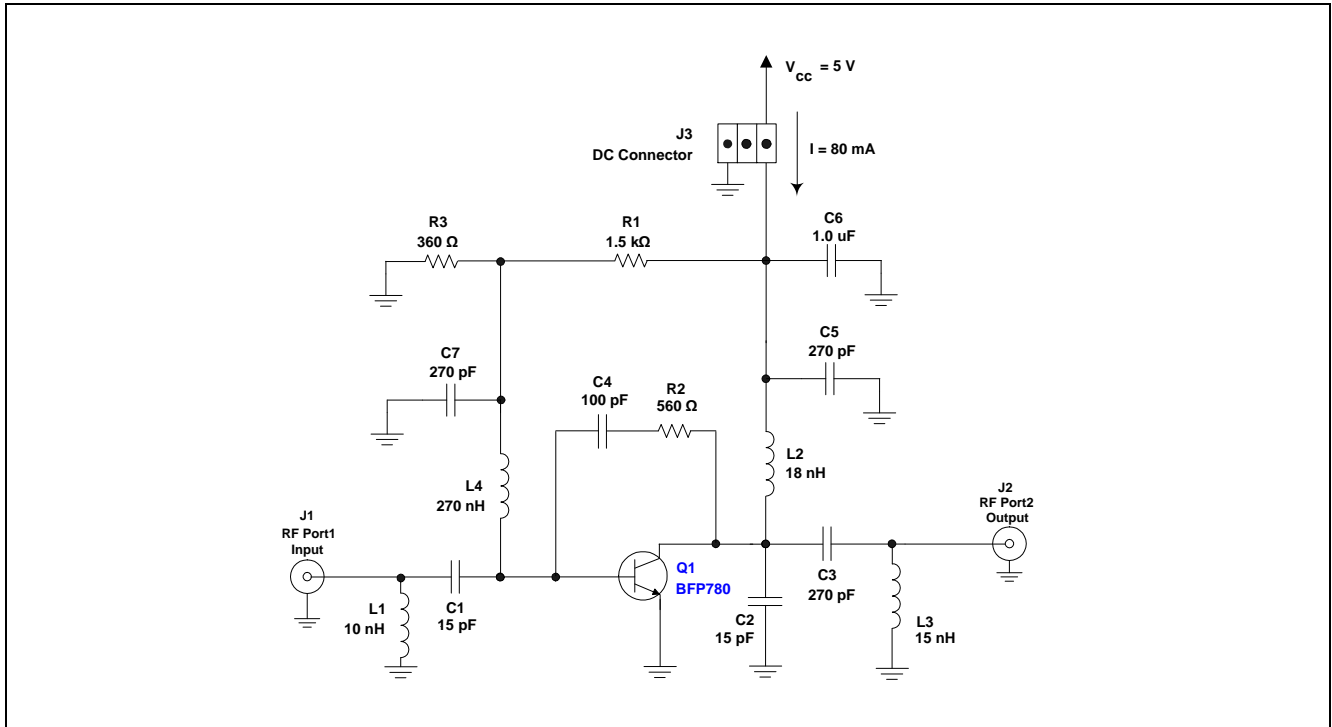 Vcc = 5 V
J3
DC Connector
I = 80 mA
R3
360 Ω
R1
1.5 kΩ
C6
1.0 uF
C7
270 pF
C5
270 pF
C4
100 pF
R2
560 Ω
L4
270 nH
L2
18 nH
J1
RF Port1
Input
J2
RF Port2
Output
L1
10 nH
C1
15 pF
Q1
BFP780
C2
15 pF
C3
270 pF
L3
15 nH